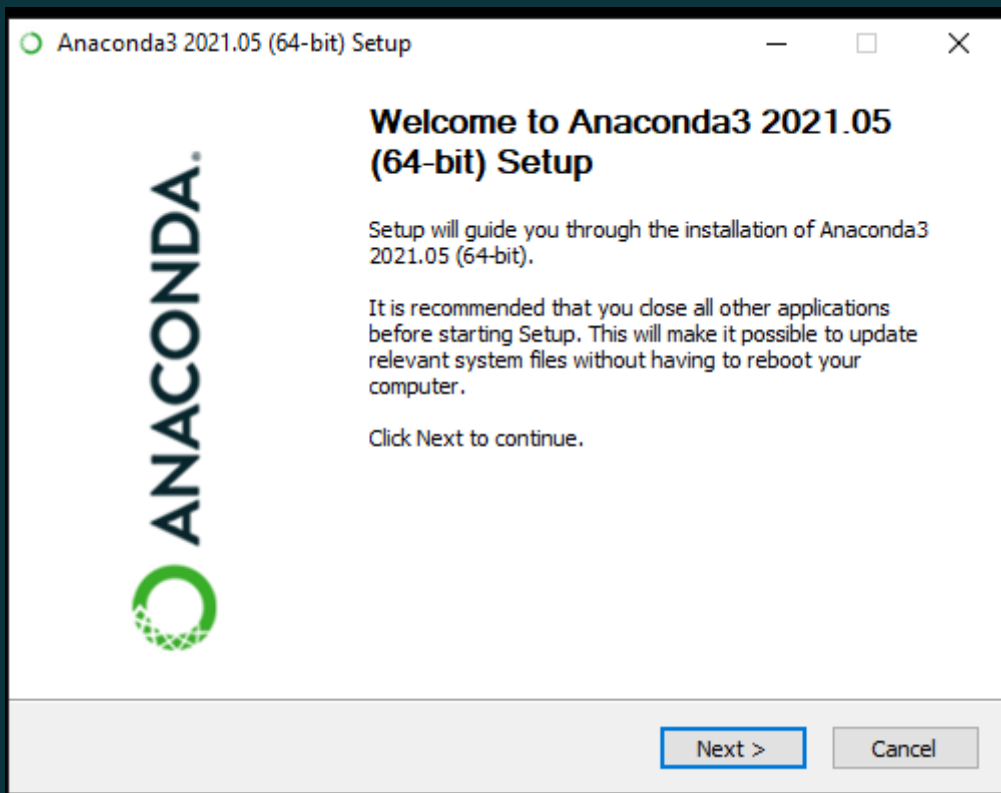 Anaconda3 2021.05 (64-bit) Setup
Welcome to Anaconda3 2021.05
(64-bit) Setup
Setup will guide you through the installation of Anaconda3
2021.05 (64-bit).
It is recommended that you close all other applications
before starting Setup. This will make it possible to update
relevant system files without having to reboot your
computer.
Click Next to continue.
ANACONDA.
Next >
Cancel